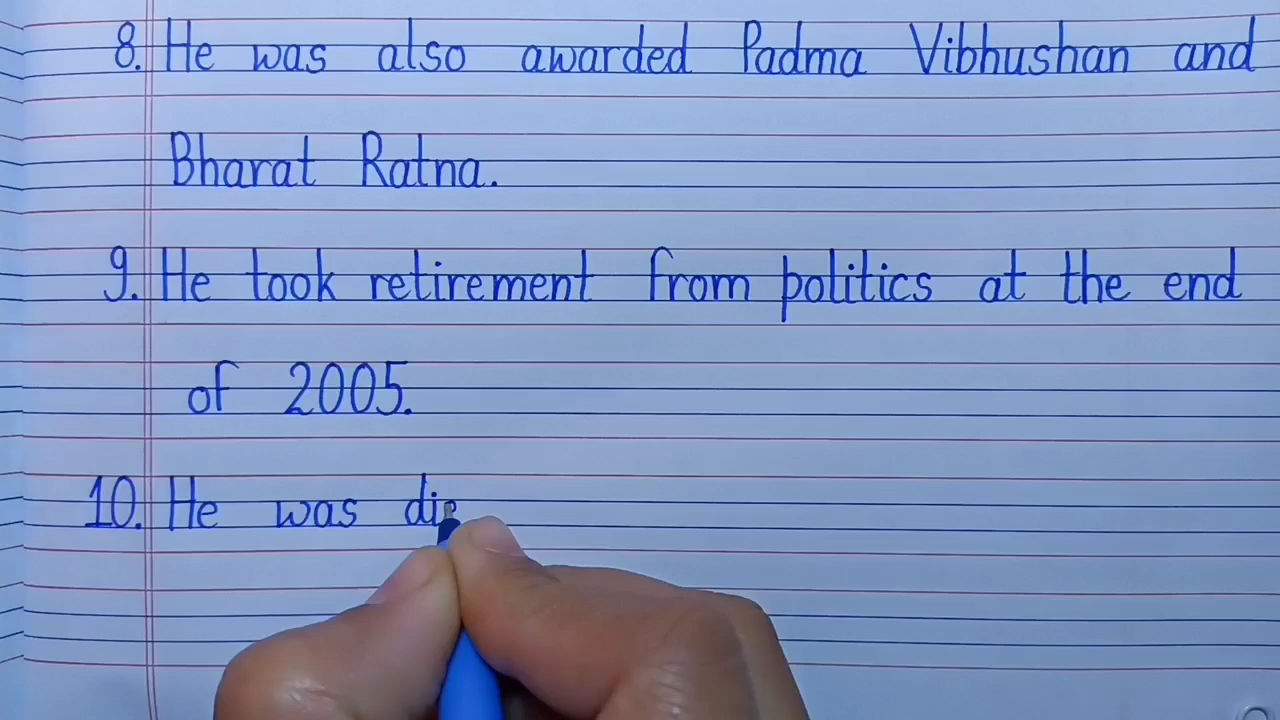 8. He was also awarded Padma Vibhushan and
Bharat Ratna.
9. He took retirement from politics at the end
of 2005.
10. He was